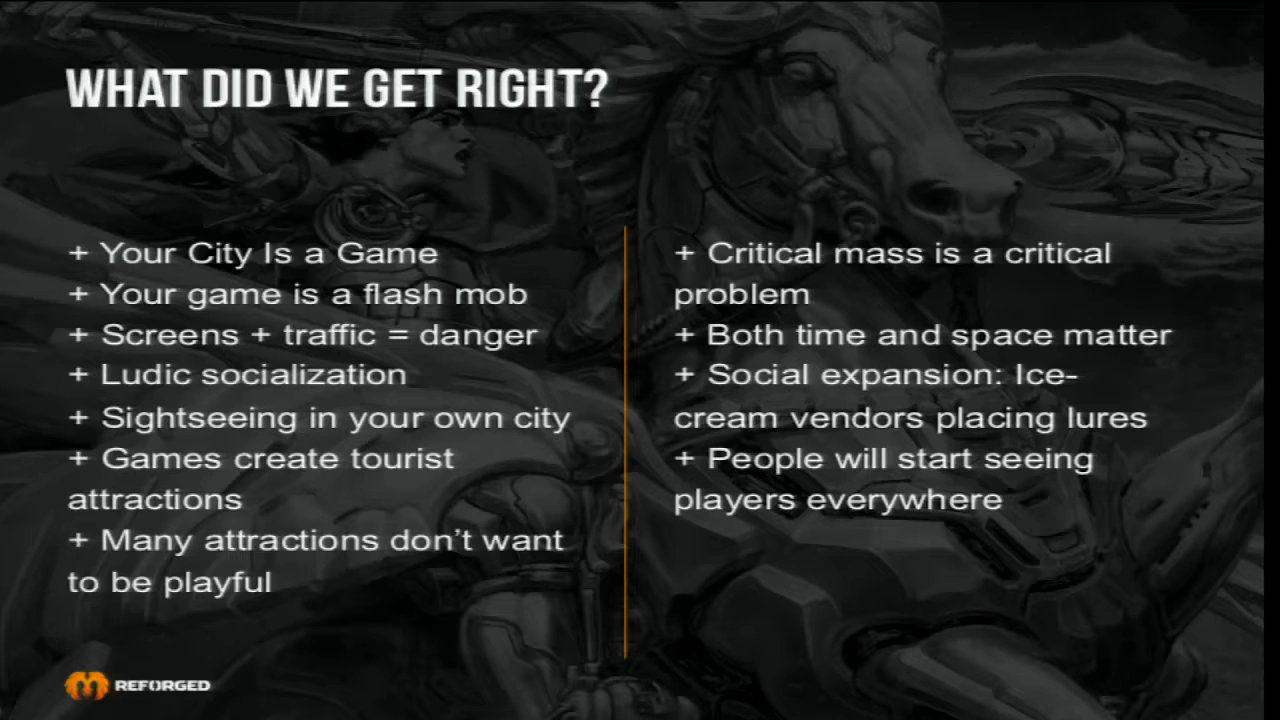 WHAT DID WE GET RIGHT?
+ Your City Is a Game
+ Your game is a flash mob
+ Screens + traffic = danger
+ Ludic socialization
+ Sightseeing in your own city
+ Games create tourist
attractions
+ Many attractions don’t want
to be playful
+ Critical mass is a critical
problem
+ Both time and space matter
+ Social expansion: Ice-
cream vendors placing lures
+ People will start seeing
players everywhere
REFORGED